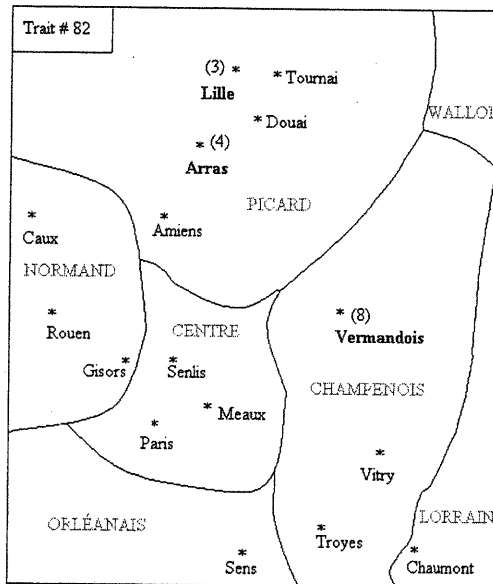 Trait # 82
(3)
Lille
Tournai
Douai
WALLON
(4)
Arras
PICARD
Amiens
Caux
NORMAND
Rouen
Gisors
CENTRE
Senlis
Meaux
Paris
(8)
Vermandois
CHAMPENOIS
Vitry
ORLÉANAIS
LORRAIN
Troyes
Sens
Chaumont